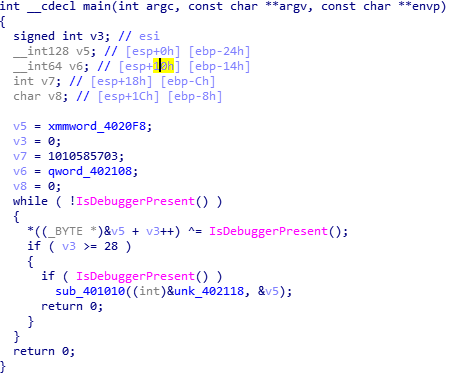 int __cdecl main(int argc, const char **argv, const char **envp)
{
signed int v3; // esi
__int128 v5; // [esp+0h] [ebp-24h]
__int64 v6; // [esp+10h] [ebp-14h]
int v7; // [esp+18h] [ebp-Ch]
char v8; // [esp+1Ch] [ebp-8h]
v5 = xmmword_4020F8;
v3 = 0;
v7 = 1010585703;
v6 = qword_402108;
v8 = 0;
while ( !IsDebuggerPresent() )
{
*((_BYTE *)&v5 + v3++) ^= IsDebuggerPresent();
if ( v3 >= 28 )
{
if ( IsDebuggerPresent() )
sub_401010((int)&unk_402118, &v5);
return 0;
}
}
return 0;
}